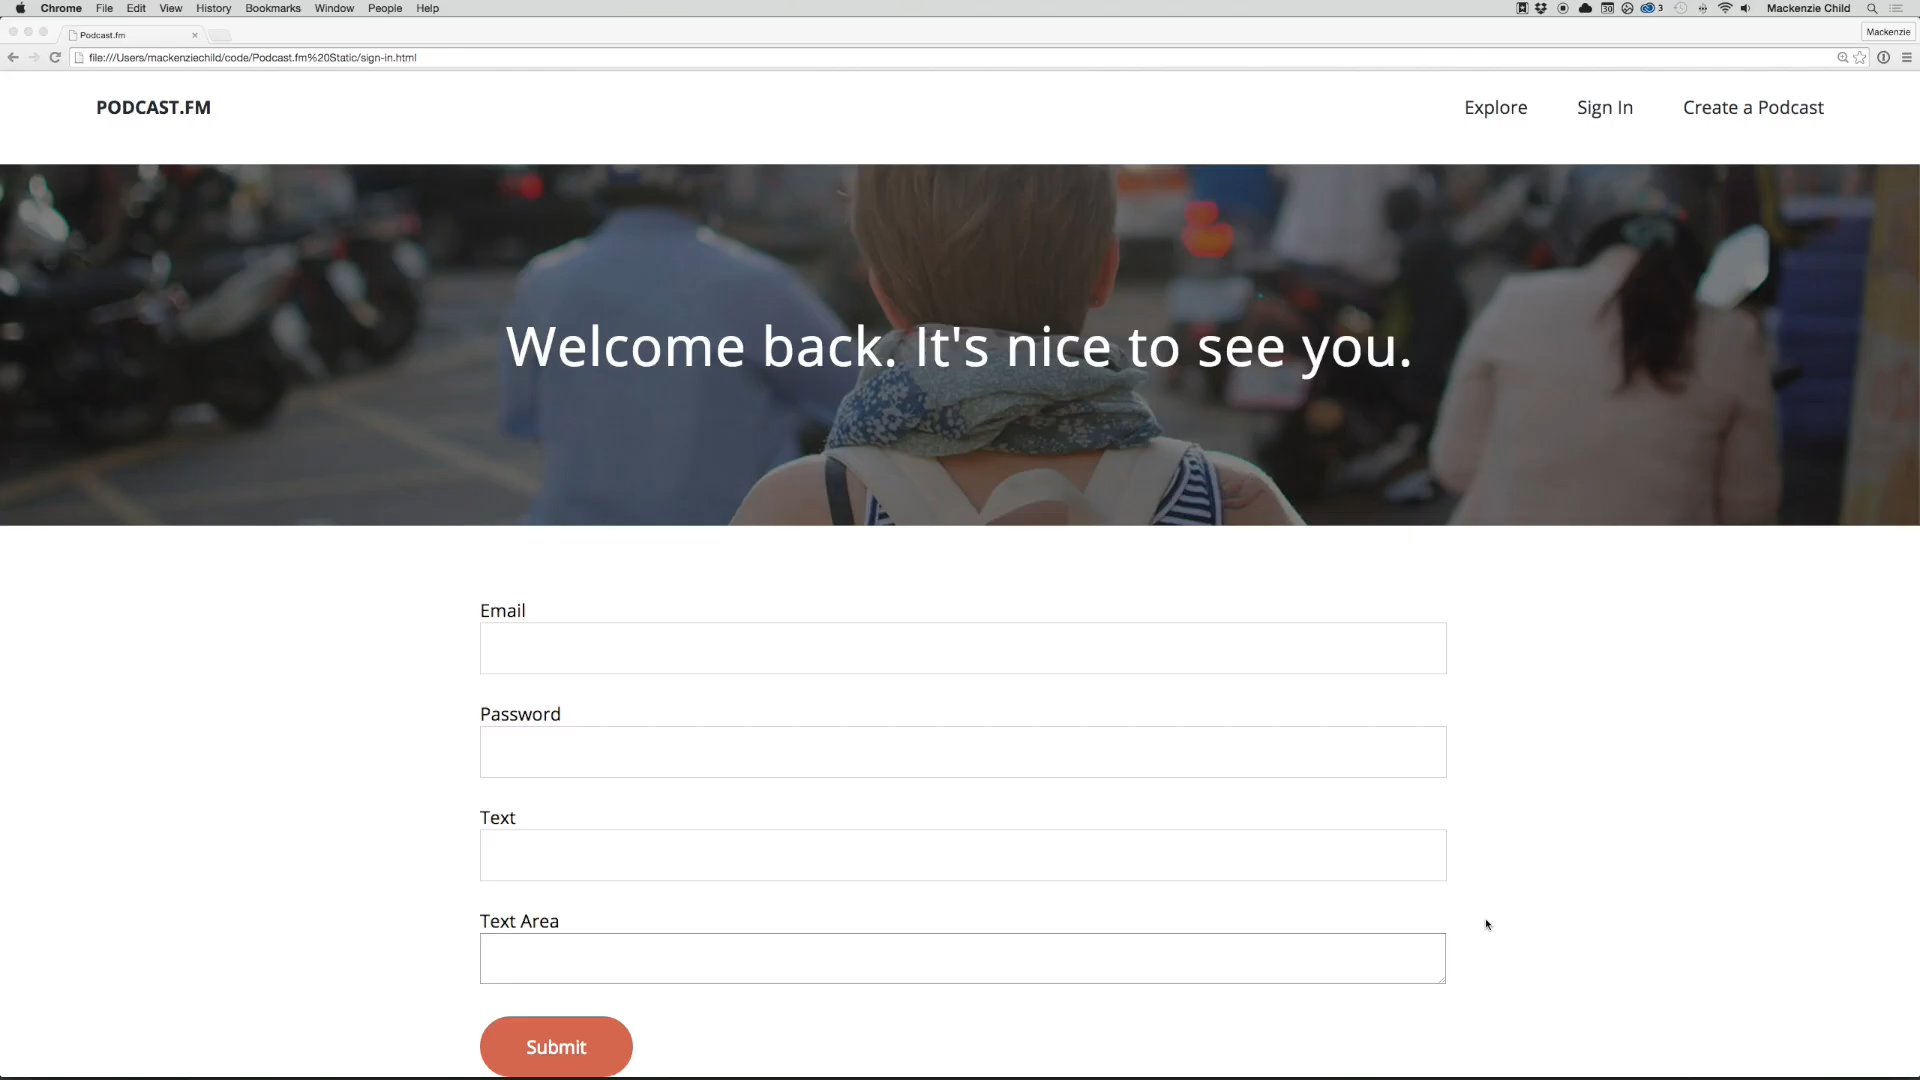 Chrome File Edit View History Bookmarks Window People Help 30 3 Mackenzie Child
Podcast.fm Mackenzie
file:///Users/mackenziechild/code/Podcast.fm%20Static/sign-in.html
PODCAST.FM Explore Sign In Create a Podcast
Welcome back. It's nice to see you.
Email
Password
Text
Text Area
Submit